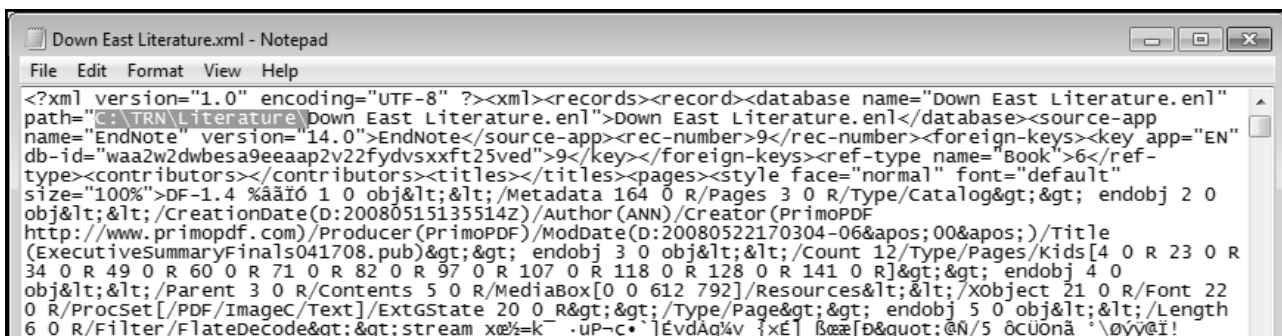 Down East Literature.xml - Notepad
File Edit Format View Help
<?xml version="1.0" encoding="UTF-8" ?><xml><records><record><database name="Down East Literature.enl"
path="C:\TRN\Literature\Down East Literature.enl">Down East Literature.enl</database><source-app
name="EndNote" version="14.0">EndNote</source-app><rec-number>9</rec-number><foreign-keys><key app="EN"
db-id="waa2w2dwbesa9eeaap2v22fydvsxxft25ved">9</key></foreign-keys><ref-type name="Book">6</ref-
type><contributors></contributors><titles></titles><pages><style face="normal" font="default"
size="100%">DF-1.4 %âãÏÓ 1 0 obj&lt;&lt;/Metadata 164 0 R/Pages 3 0 R/Type/Catalog&gt;&gt; endobj 2 0
obj&lt;&lt;/CreationDate(D:20080515135514Z)/Author(ANN)/Creator(PrimoPDF
http://www.primopdf.com)/Producer(PrimoPDF)/ModDate(D:20080522170304-06&apos;00&apos;)/Title
(ExecutiveSummaryFinals041708.pub)&gt;&gt; endobj 3 0 obj&lt;&lt;/Count 12/Type/Pages/Kids[4 0 R 23 0 R
34 0 R 49 0 R 60 0 R 71 0 R 82 0 R 97 0 R 107 0 R 118 0 R 128 0 R 141 0 R]&gt;&gt; endobj 4 0
obj&lt;&lt;/Parent 3 0 R/Contents 5 0 R/MediaBox[0 0 612 792]/Resources&lt;&lt;/XObject 21 0 R/Font 22
0 R/ProcSet[/PDF/ImageC/Text]/ExtGState 20 0 R&gt;&gt;/Type/Page&gt;&gt; endobj 5 0 obj&lt;&lt;/Length
6 0 R/Filter/FlateDecode&gt;&gt;stream